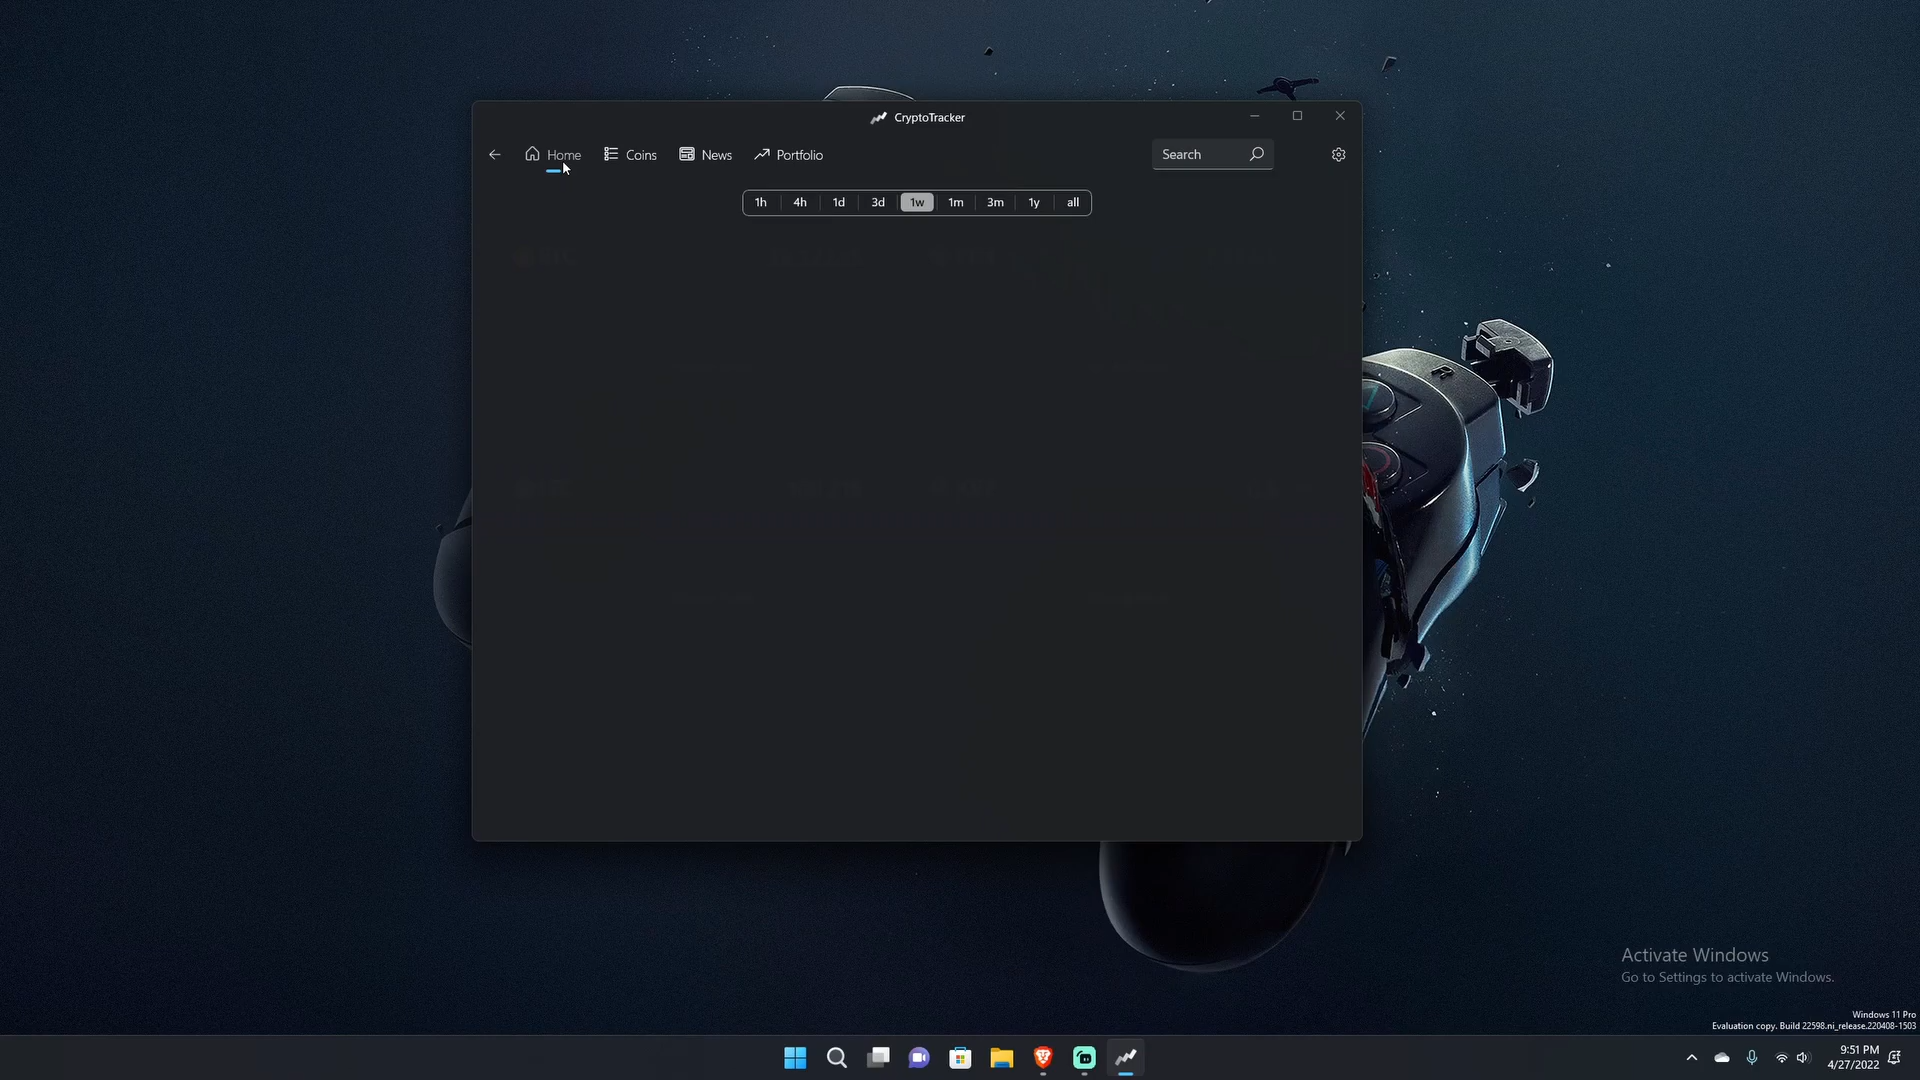 CryptoTracker
Home Coins News Portfolio Search
1h 4h 1d 3d 1w 1m 3m 1y all
R
Activate Windows
Go to Settings to activate Windows.
Windows 11 Pro
Evaluation copy. Build 22598.ni_release.220408-1503
9:51 PM
4/27/2022